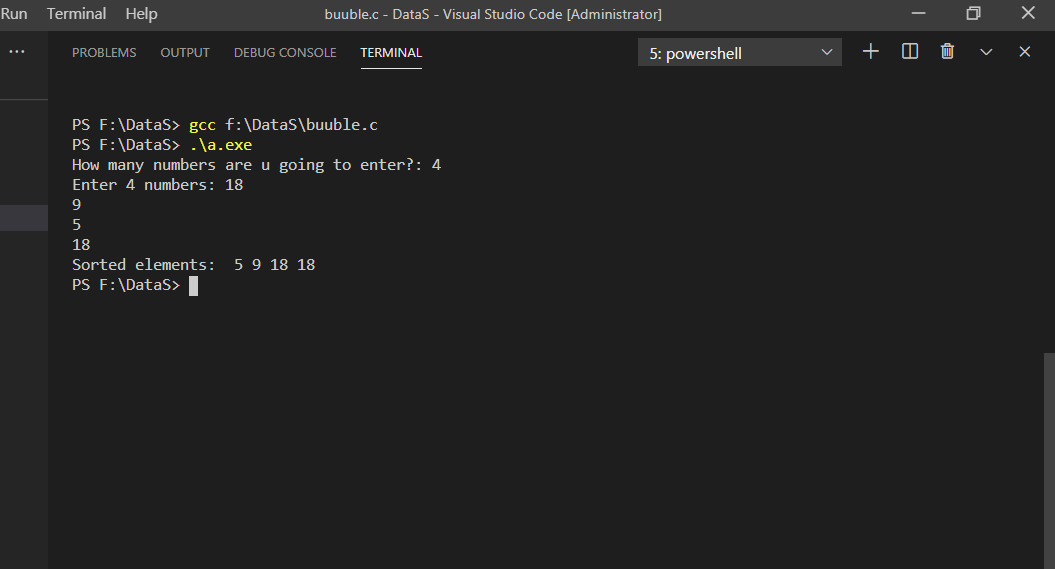 Run Terminal Help buuble.c - DataS - Visual Studio Code [Administrator]
PROBLEMS OUTPUT DEBUG CONSOLE TERMINAL 5: powershell
PS F:\DataS> gcc f:\DataS\buuble.c
PS F:\DataS> .\a.exe
How many numbers are u going to enter?: 4
Enter 4 numbers: 18
9
5
18
Sorted elements:  5 9 18 18
PS F:\DataS>